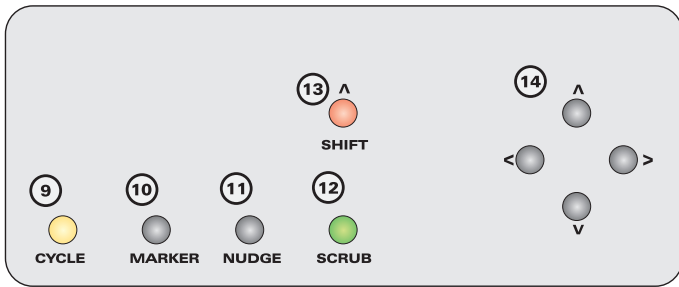 13 ^ 14 ^
SHIFT
< >
9 10 11 12
v
CYCLE MARKER NUDGE SCRUB